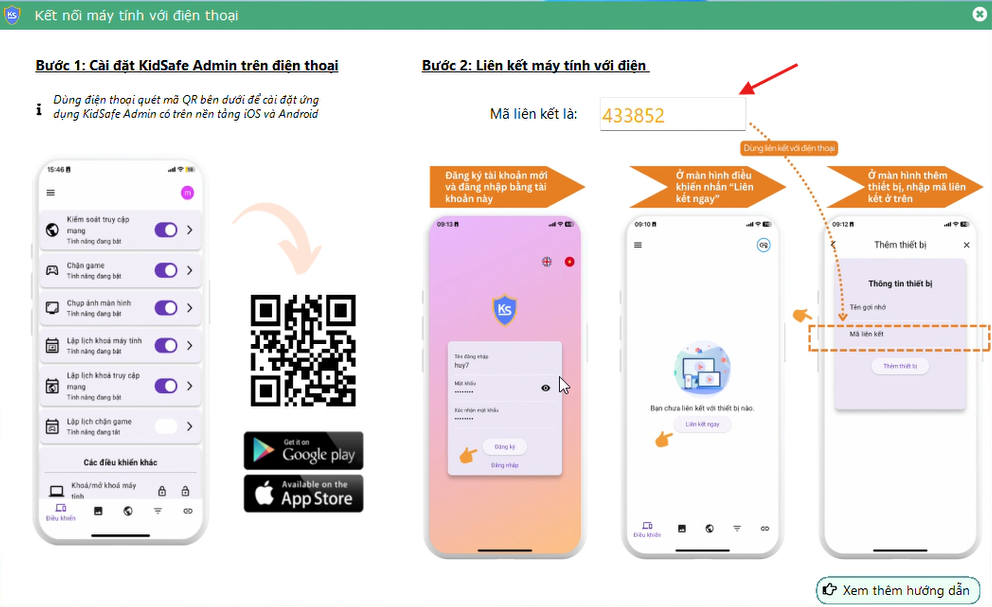 Ks
Kết nối máy tính với điện thoại
Bước 1: Cài đặt KidSafe Admin trên điện thoại
Dùng điện thoại quét mã QR bên dưới để cài đặt ứng
dụng KidSafe Admin có trên nền tảng iOS và Android
15:46
m
Kiểm soát truy cập
mạng
Tính năng đang bật
Chặn game
Tính năng đang bật
Chụp ảnh màn hình
Tính năng đang bật
Lập lịch khoá máy tính
Tính năng đang bật
Lập lịch khoá truy cập
mạng
Tính năng đang bật
Lập lịch chặn game
Tính năng đang tắt
Các điều khiển khác
Khoá/mở khoá máy
tính
Điều khiển
Get it on
Google play
Available on the
App Store
Bước 2: Liên kết máy tính với điện
Mã liên kết là:
433852
Dùng liên kết với điện thoại
Đăng ký tài khoản mới
và đăng nhập bằng tài
khoản này
09:13
Ks
Tên đăng nhập
huy7
Mật khẩu
••••••••
Xác nhận mật khẩu
••••••••
Đăng ký
Đăng nhập
Ở màn hình điều
khiển nhấn “Liên
kết ngay”
09:10
Bạn chưa liên kết với thiết bị nào.
Liên kết ngay
Điều khiển
Ở màn hình thêm
thiết bị, nhập mã liên
kết ở trên
09:12
Thêm thiết bị
Thông tin thiết bị
Tên gợi nhớ
Mã liên kết
Thêm thiết bị
Xem thêm hướng dẫn